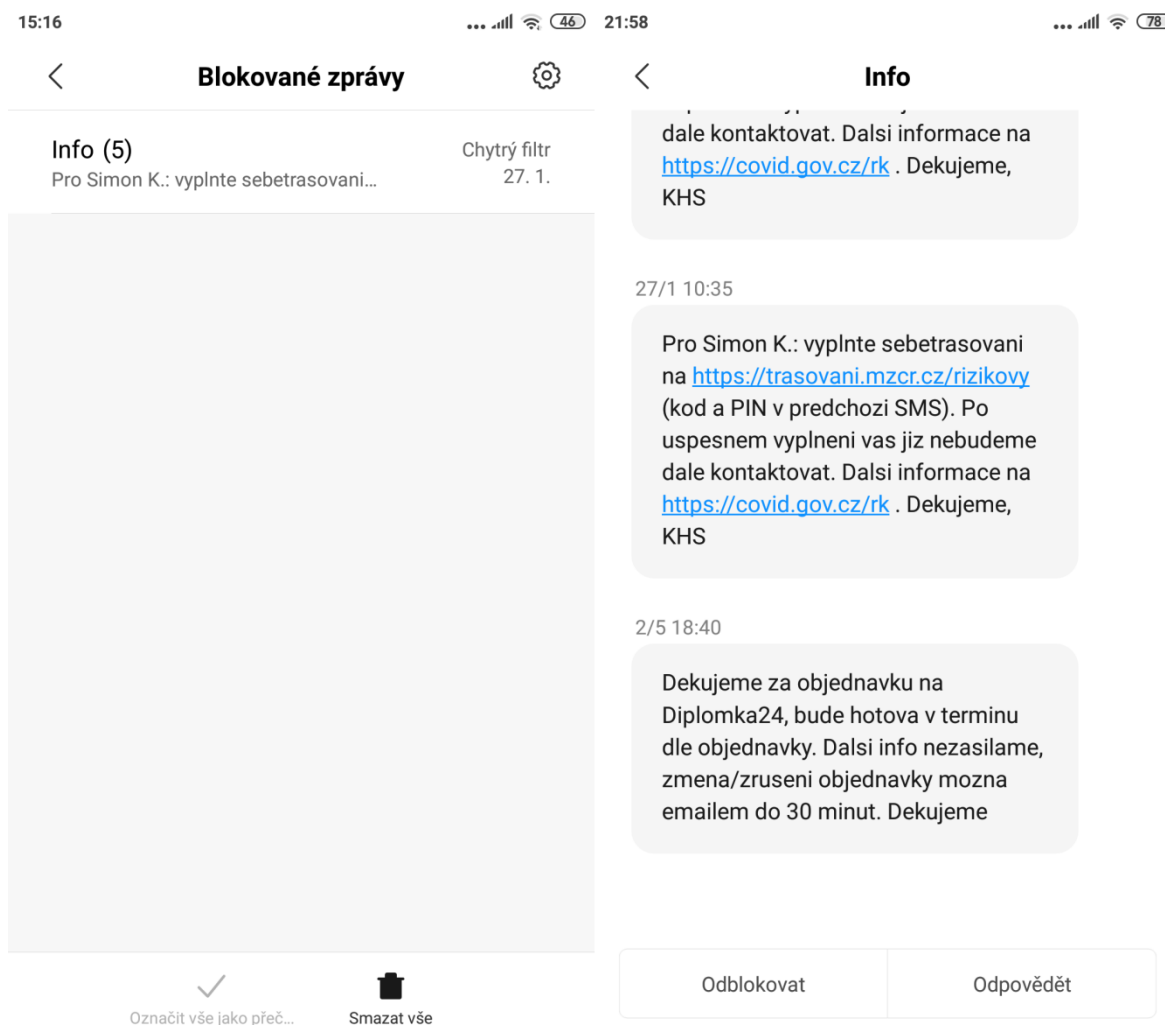 15:16
46
Blokované zprávy
Info (5)
Chytrý filtr
Pro Simon K.: vyplnte sebetrasovani...
27. 1.
Označit vše jako přeč...
Smazat vše
21:58
78
Info
dale kontaktovat. Dalsi informace na
https://covid.gov.cz/rk . Dekujeme,
KHS
27/1 10:35
Pro Simon K.: vyplnte sebetrasovani
na https://trasovani.mzcr.cz/rizikovy
(kod a PIN v predchozi SMS). Po
uspesnem vyplneni vas jiz nebudeme
dale kontaktovat. Dalsi informace na
https://covid.gov.cz/rk . Dekujeme,
KHS
2/5 18:40
Dekujeme za objednavku na
Diplomka24, bude hotova v terminu
dle objednavky. Dalsi info nezasilame,
zmena/zruseni objednavky mozna
emailem do 30 minut. Dekujeme
Odblokovat
Odpovědět